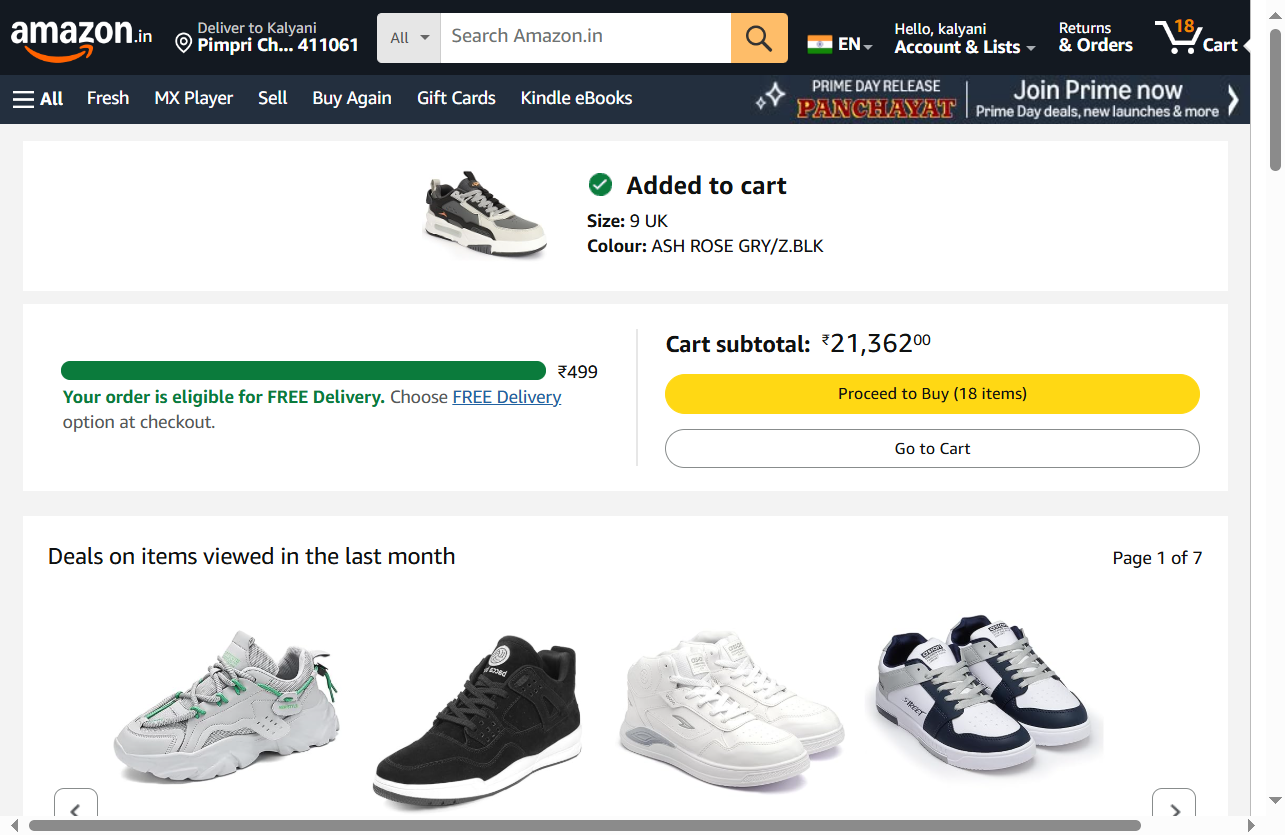 amazon.in
Deliver to Kalyani
Pimpri Ch... 411061
All
Search Amazon.in
EN
Hello, kalyani
Account & Lists
Returns
& Orders
18
Cart
All
Fresh
MX Player
Sell
Buy Again
Gift Cards
Kindle eBooks
PRIME DAY RELEASE
PANCHAYAT
Join Prime now
Prime Day deals, new launches & more
Added to cart
Size: 9 UK
Colour: ASH ROSE GRY/Z.BLK
₹499
Your order is eligible for FREE Delivery. Choose FREE Delivery
option at checkout.
Cart subtotal: ₹21,36200
Proceed to Buy (18 items)
Go to Cart
Deals on items viewed in the last month
Page 1 of 7